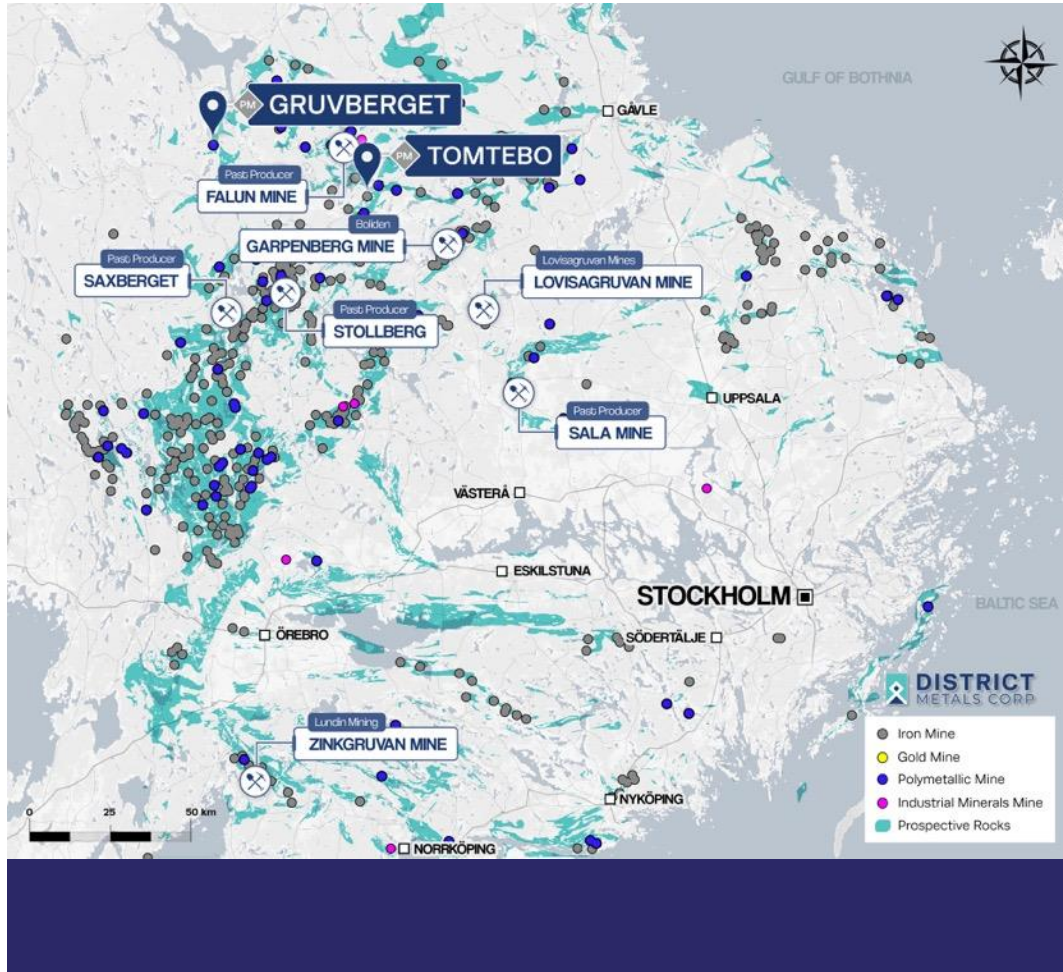 GULF OF BOTHNIA
PM GRUVBERGET
GÄVLE
PM TOMTEBO
Past Producer
FALUN MINE
Boliden
GARPENBERG MINE
Past Producer
SAXBERGET
Lovisagruvan Mines
LOVISAGRUVAN MINE
Past Producer
STOLLBERG
UPPSALA
Past Producer
SALA MINE
VÄSTERÅ
ESKILSTUNA
STOCKHOLM
BALTIC SEA
ÖREBRO
SÖDERTÄLJE
DISTRICT
METALS CORP
Lundin Mining
ZINKGRUVAN MINE
Iron Mine
Gold Mine
Polymetallic Mine
Industrial Minerals Mine
Prospective Rocks
NYKÖPING
0 25 50 km
NORRKÖPING